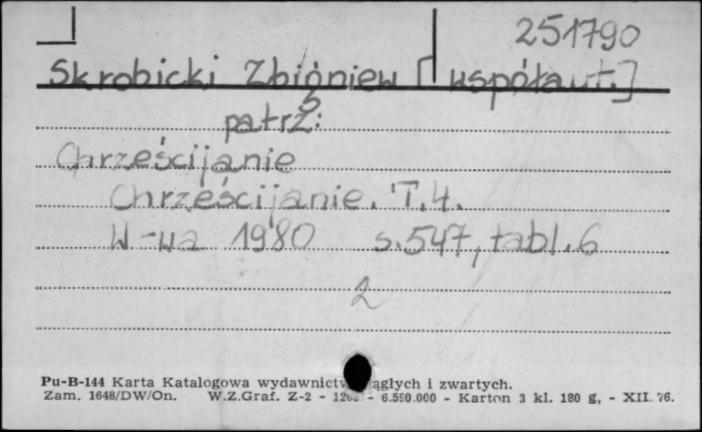 251790
Skrobicki Zbigniew [współaut.]
patrz:
Chrześcijanie
Chrześcijanie. T.4.
W-wa 1980 s.547, tabl.6
2
Pu-B-144 Karta Katalogowa wydawnictw ciągłych i zwartych.
Zam. 1648/DW/On. W.Z.Graf. Z-2 - - 6.590.000 - Karton 3 kl. 180 g, - XII. 76.